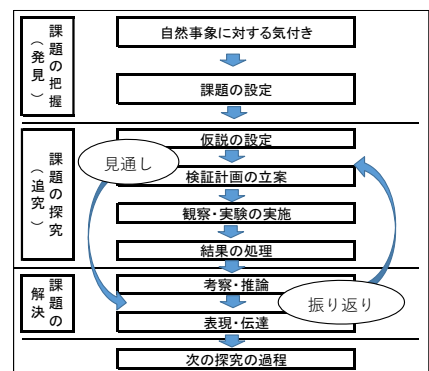 課題の把握
（発見）
自然事象に対する気付き
課題の設定
課題の探究
（追究）
仮説の設定
見通し
検証計画の立案
観察・実験の実施
結果の処理
課題の
解決
考察・推論
振り返り
表現・伝達
次の探究の過程